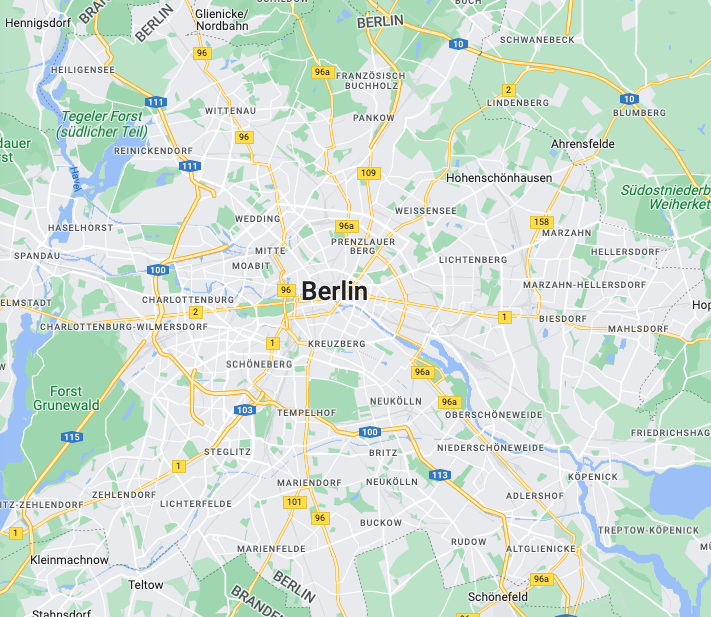 BUCH
Glienicke/
Nordbahn
Hennigsdorf
BERLIN
BERLIN
10
SCHWANEBECK
96
HEILIGENSEE
96a
FRANZÖSISCH
BUCHHOLZ
2
10
111
LINDENBERG
WITTENAU
BLUMBERG
Tegeler Forst
(südlicher Teil)
PANKOW
96
Ahrensfelde
REINICKENDORF
111
109
Hohenschönhausen
Havel
WEISSENSEE
WEDDING
96a
158
HASELHORST
MARZAHN
PRENZLAUER
BERG
MITTE
HELLERSDORF
SPANDAU
MOABIT
LICHTENBERG
100
MARZAHN-HELLERSDORF
96
Berlin
CHARLOTTENBURG
2
1
BIESDORF
CHARLOTTENBURG-WILMERSDORF
MAHLSDORF
1
KREUZBERG
SCHÖNEBERG
96a
Forst
Grunewald
NEUKÖLLN
96a
103
TEMPELHOF
OBERSCHÖNEWEIDE
115
100
NIEDERSCHÖNEWEIDE
STEGLITZ
BRITZ
1
113
KÖPENICK
MARIENDORF
NEUKÖLLN
ZEHLENDORF
ADLERSHOF
LICHTERFELDE
101
96
BUCKOW
TREPTOW-KÖPENICK
1
RUDOW
ALTGLIENICKE
MARIENFELDE
Kleinmachnow
BERLIN
96a
Teltow
Schönefeld
Stahnsdorf